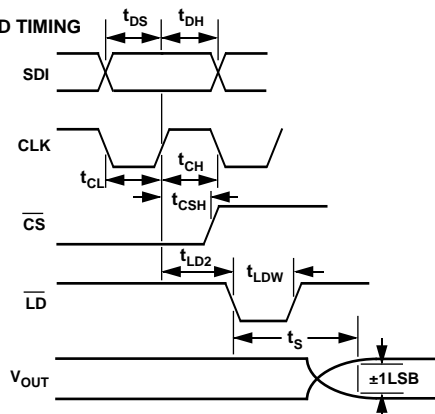 D TIMING
tDS
tDH
SDI
CLK
tCL
tCH
tCSH
CS
tLD2
tLDW
LD
tS
VOUT
±1LSB